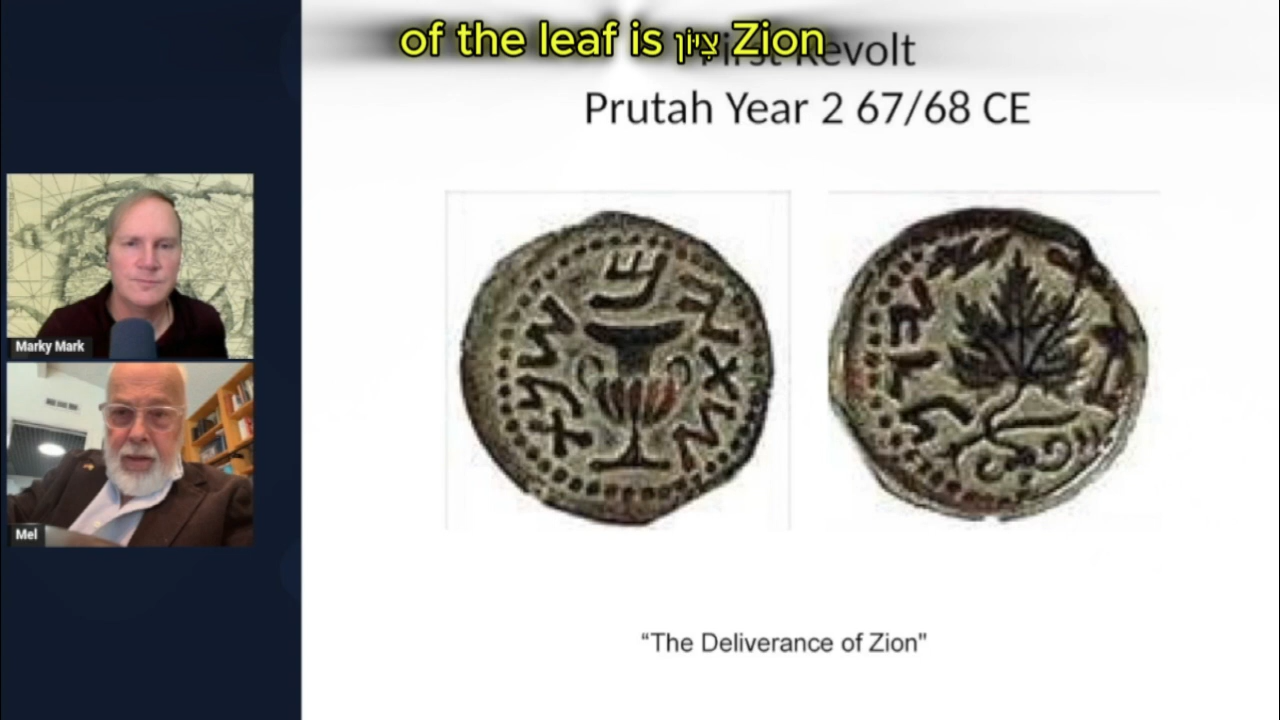 of the leaf is צִיּוֹן Zion
First Revolt
Prutah Year 2 67/68 CE
Marky Mark
Mel
“The Deliverance of Zion"